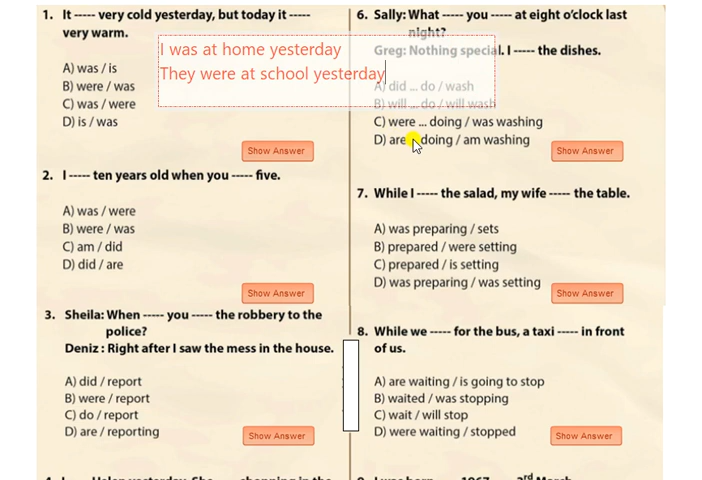 1. It ----- very cold yesterday, but today it -----
very warm.
I was at home yesterday
They were at school yesterday
A) was / is
B) were / was
C) was / were
D) is / was
Show Answer
2. I ----- ten years old when you ----- five.
A) was / were
B) were / was
C) am / did
D) did / are
Show Answer
3. Sheila: When ----- you ----- the robbery to the
police?
Deniz : Right after I saw the mess in the house.
A) did / report
B) were / report
C) do / report
D) are / reporting
Show Answer
6. Sally: What ----- you ----- at eight o'clock last
night?
Greg: Nothing special. I ----- the dishes.
A) did ... do / wash
B) will ... do / will wash
C) were ... doing / was washing
D) are doing / am washing
Show Answer
7. While I ----- the salad, my wife ----- the table.
A) was preparing / sets
B) prepared / were setting
C) prepared / is setting
D) was preparing / was setting
Show Answer
8. While we ----- for the bus, a taxi ----- in front
of us.
A) are waiting / is going to stop
B) waited / was stopping
C) wait / will stop
D) were waiting / stopped
Show Answer